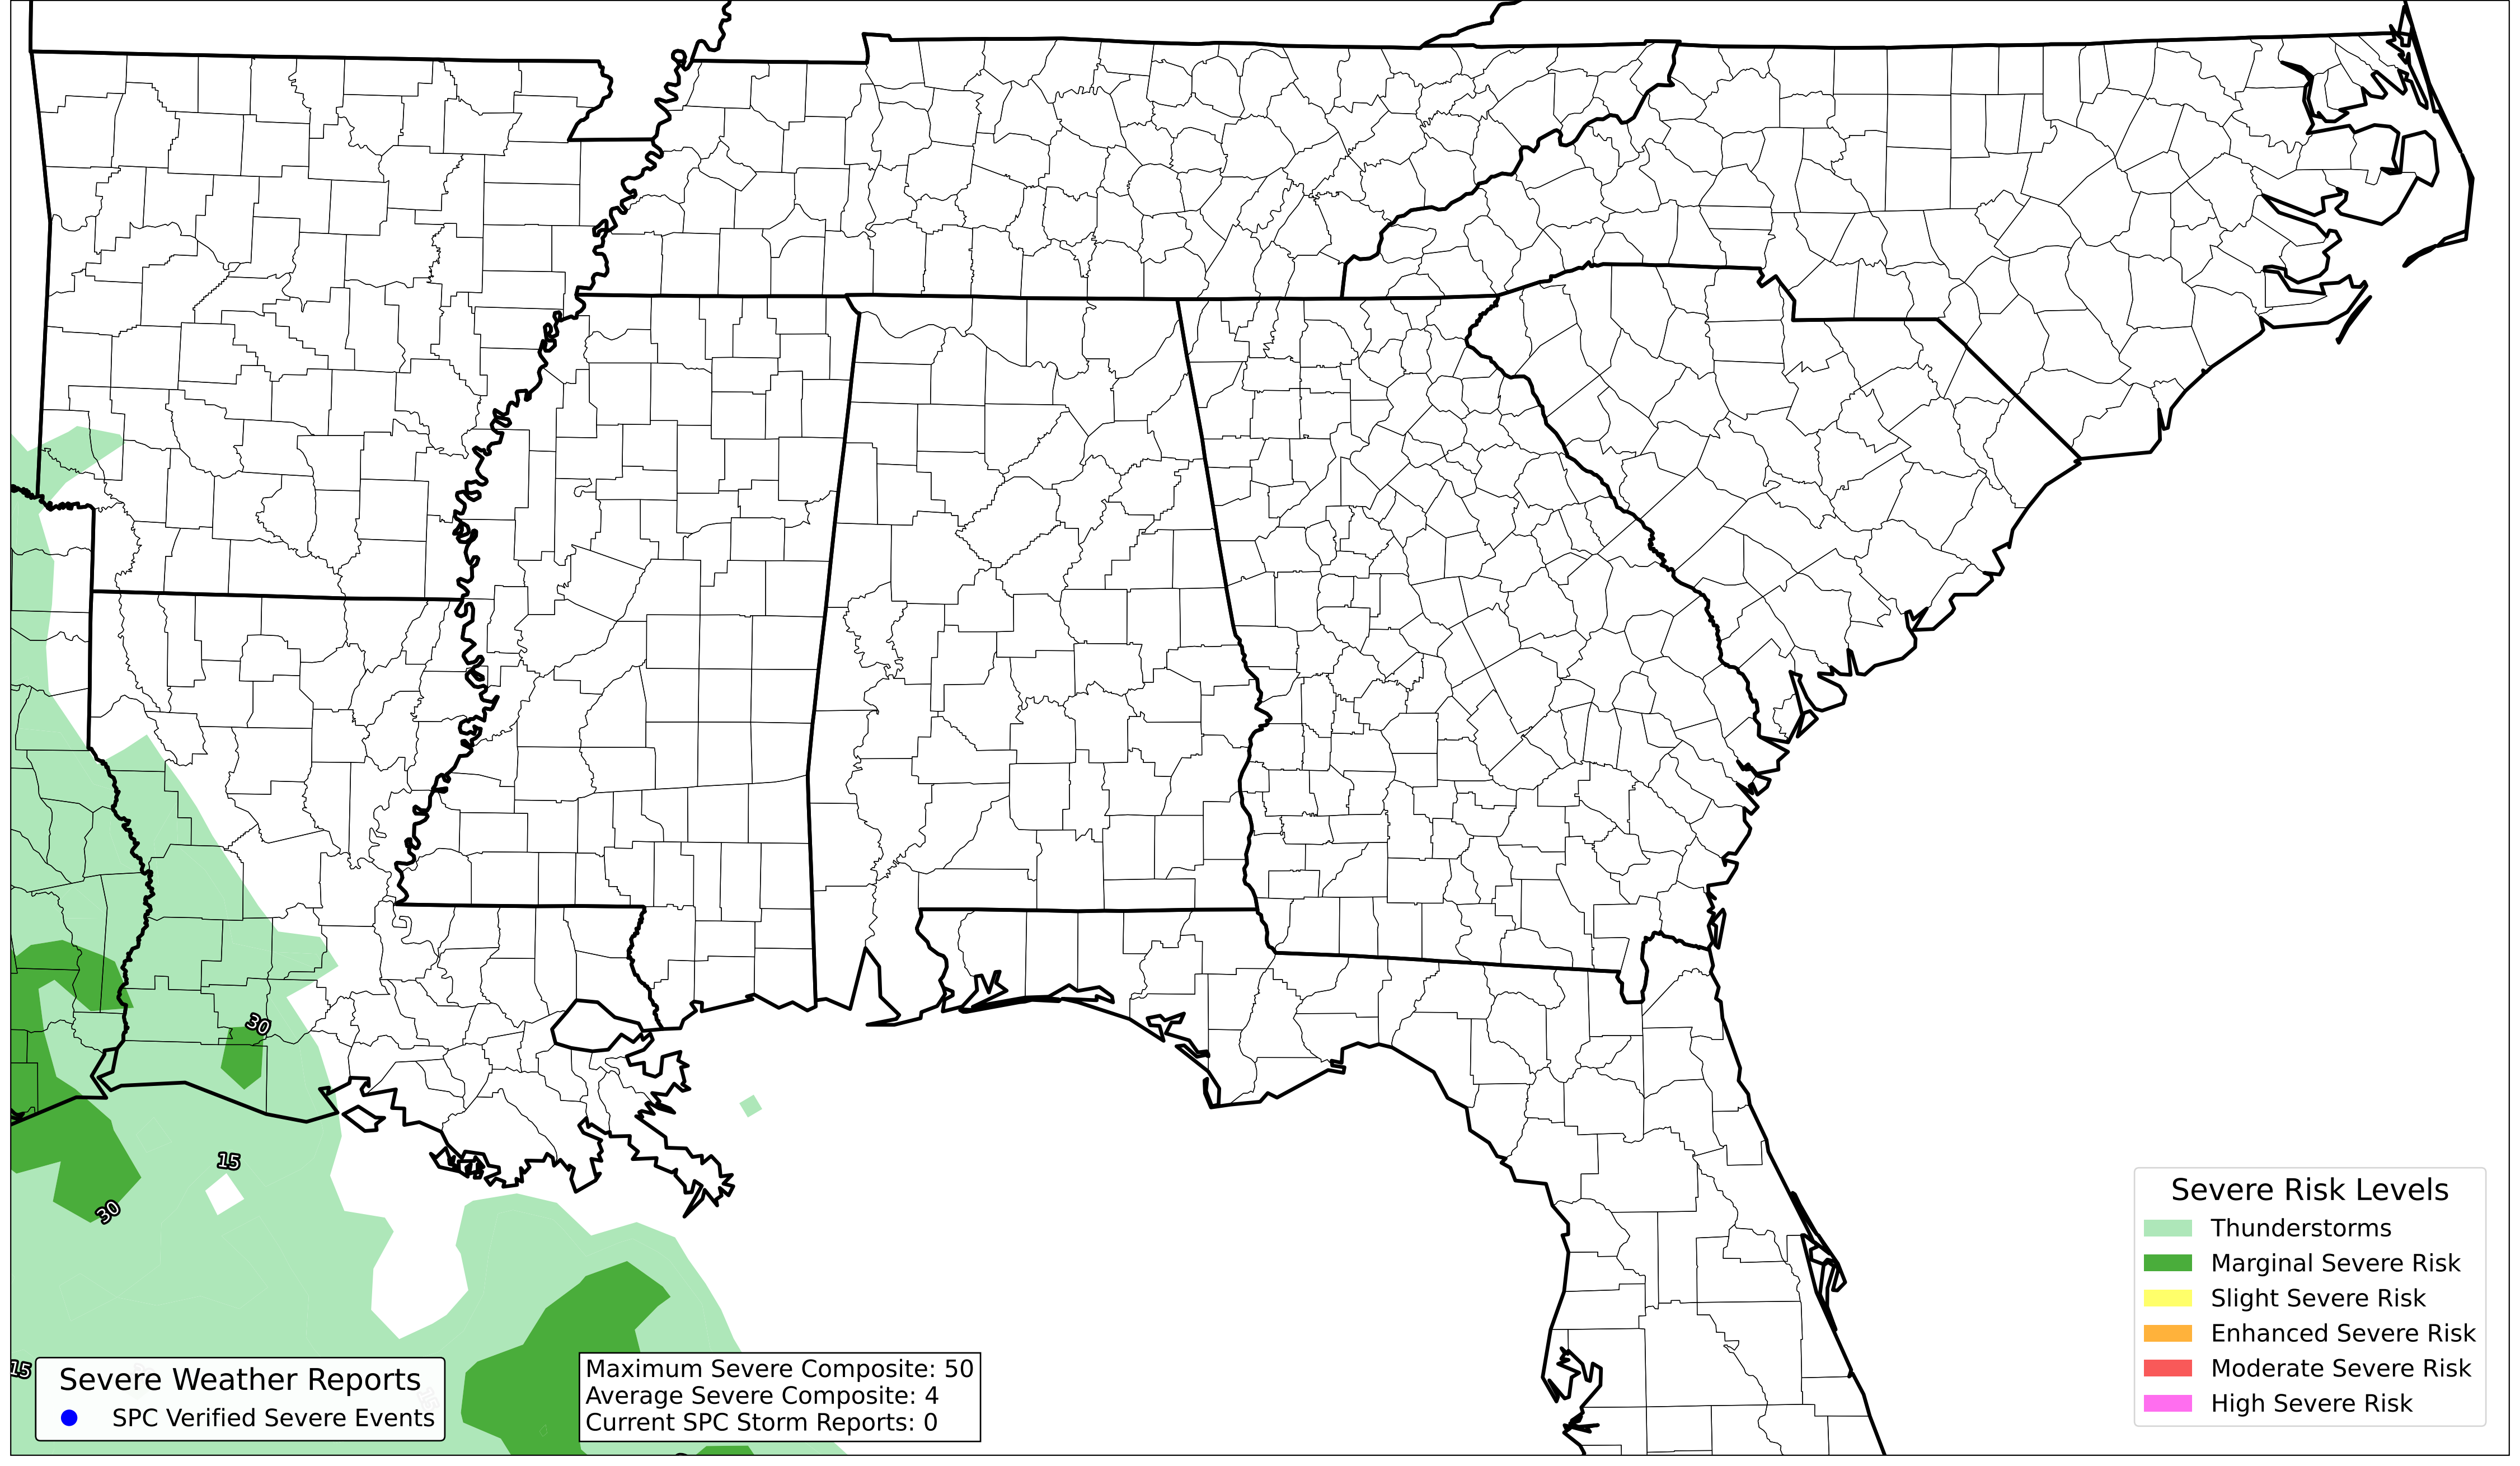 30
15
30
15
Severe Weather Reports
SPC Verified Severe Events
Maximum Severe Composite: 50
Average Severe Composite: 4
Current SPC Storm Reports: 0
Severe Risk Levels
Thunderstorms
Marginal Severe Risk
Slight Severe Risk
Enhanced Severe Risk
Moderate Severe Risk
High Severe Risk